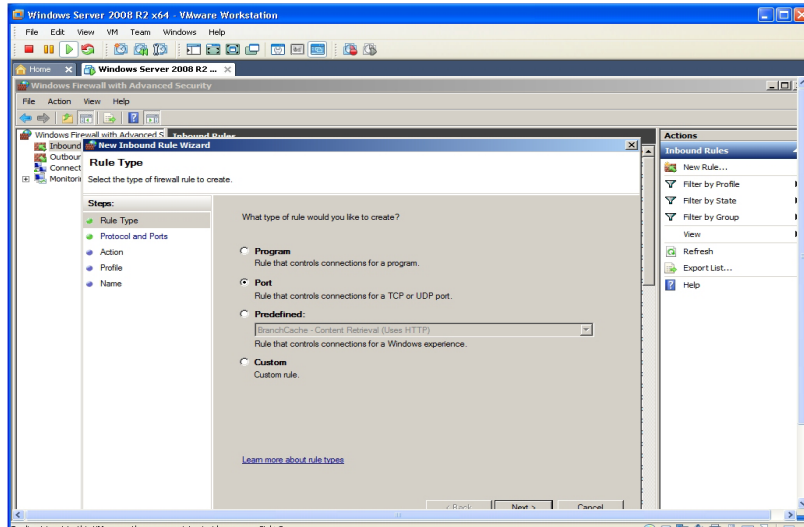 Windows Server 2008 R2 x64 - VMware Workstation
File Edit View VM Team Windows Help
Home Windows Server 2008 R2 ...
Windows Firewall with Advanced Security
File Action View Help
Windows Firewall with Advanced S
Inbound Rules
Inbound
Outbour
Connect
Monitori
New Inbound Rule Wizard
Rule Type
Select the type of firewall rule to create.
Steps:
Rule Type
Protocol and Ports
Action
Profile
Name
What type of rule would you like to create?
Program
Rule that controls connections for a program.
Port
Rule that controls connections for a TCP or UDP port.
Predefined:
BranchCache - Content Retrieval (Uses HTTP)
Rule that controls connections for a Windows experience.
Custom
Custom rule.
Learn more about rule types
< Back Next > Cancel
Actions
Inbound Rules
New Rule...
Filter by Profile
Filter by State
Filter by Group
View
Refresh
Export List...
Help